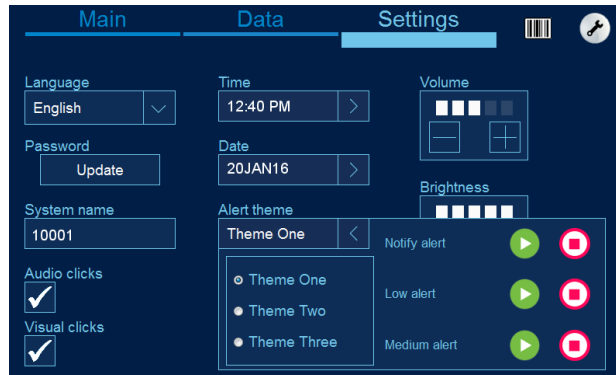 Main
Data
Settings
Language
English
Password
Update
System name
10001
Audio clicks
Visual clicks
Time
12:40 PM
Date
20JAN16
Alert theme
Theme One
Theme One
Theme Two
Theme Three
Volume
Brightness
Notify alert
Low alert
Medium alert